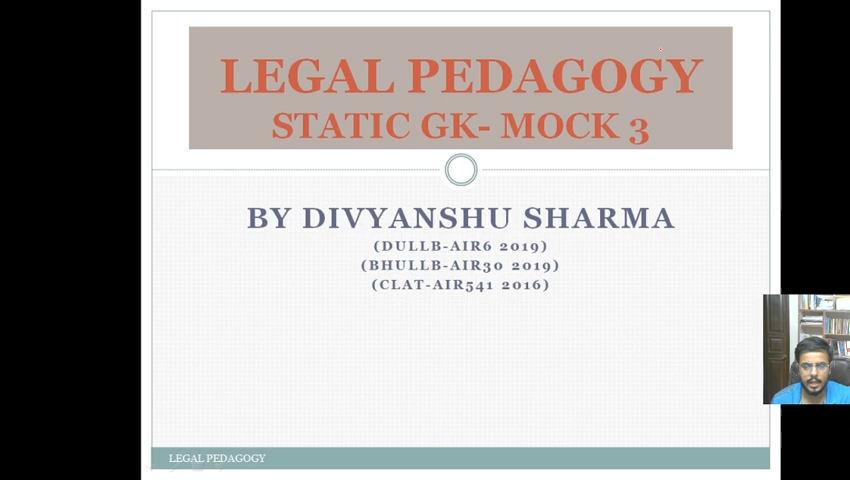 LEGAL PEDAGOGY
STATIC GK- MOCK 3
BY DIVYANSHU SHARMA
(DULLB-AIR6 2019)
(BHULLB-AIR30 2019)
(CLAT-AIR541 2016)
LEGAL PEDAGOGY